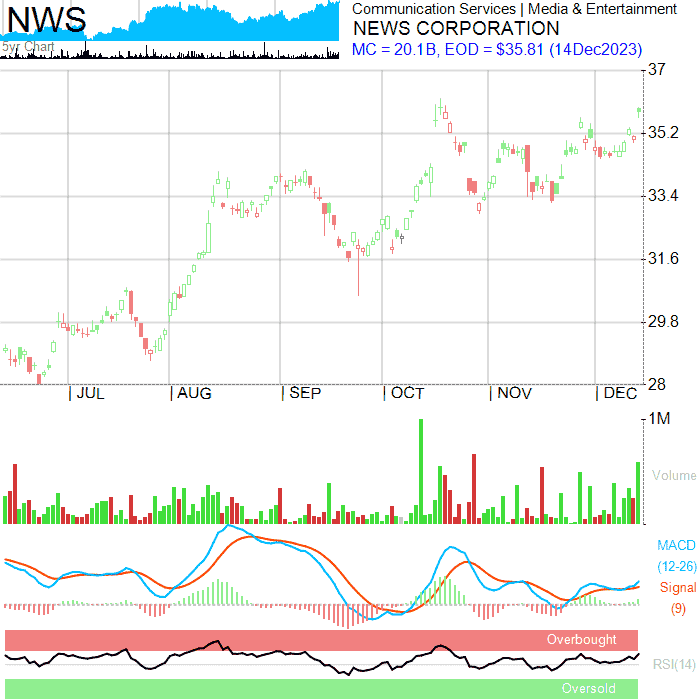 NWS
5yr Chart
Communication Services | Media & Entertainment
NEWS CORPORATION
MC = 20.1B, EOD = $35.81 (14Dec2023)
37
35.2
33.4
31.6
29.8
28
JUL AUG SEP OCT NOV DEC
1M
Volume
MACD
(12-26)
Signal
(9)
Overbought
RSI(14)
Oversold